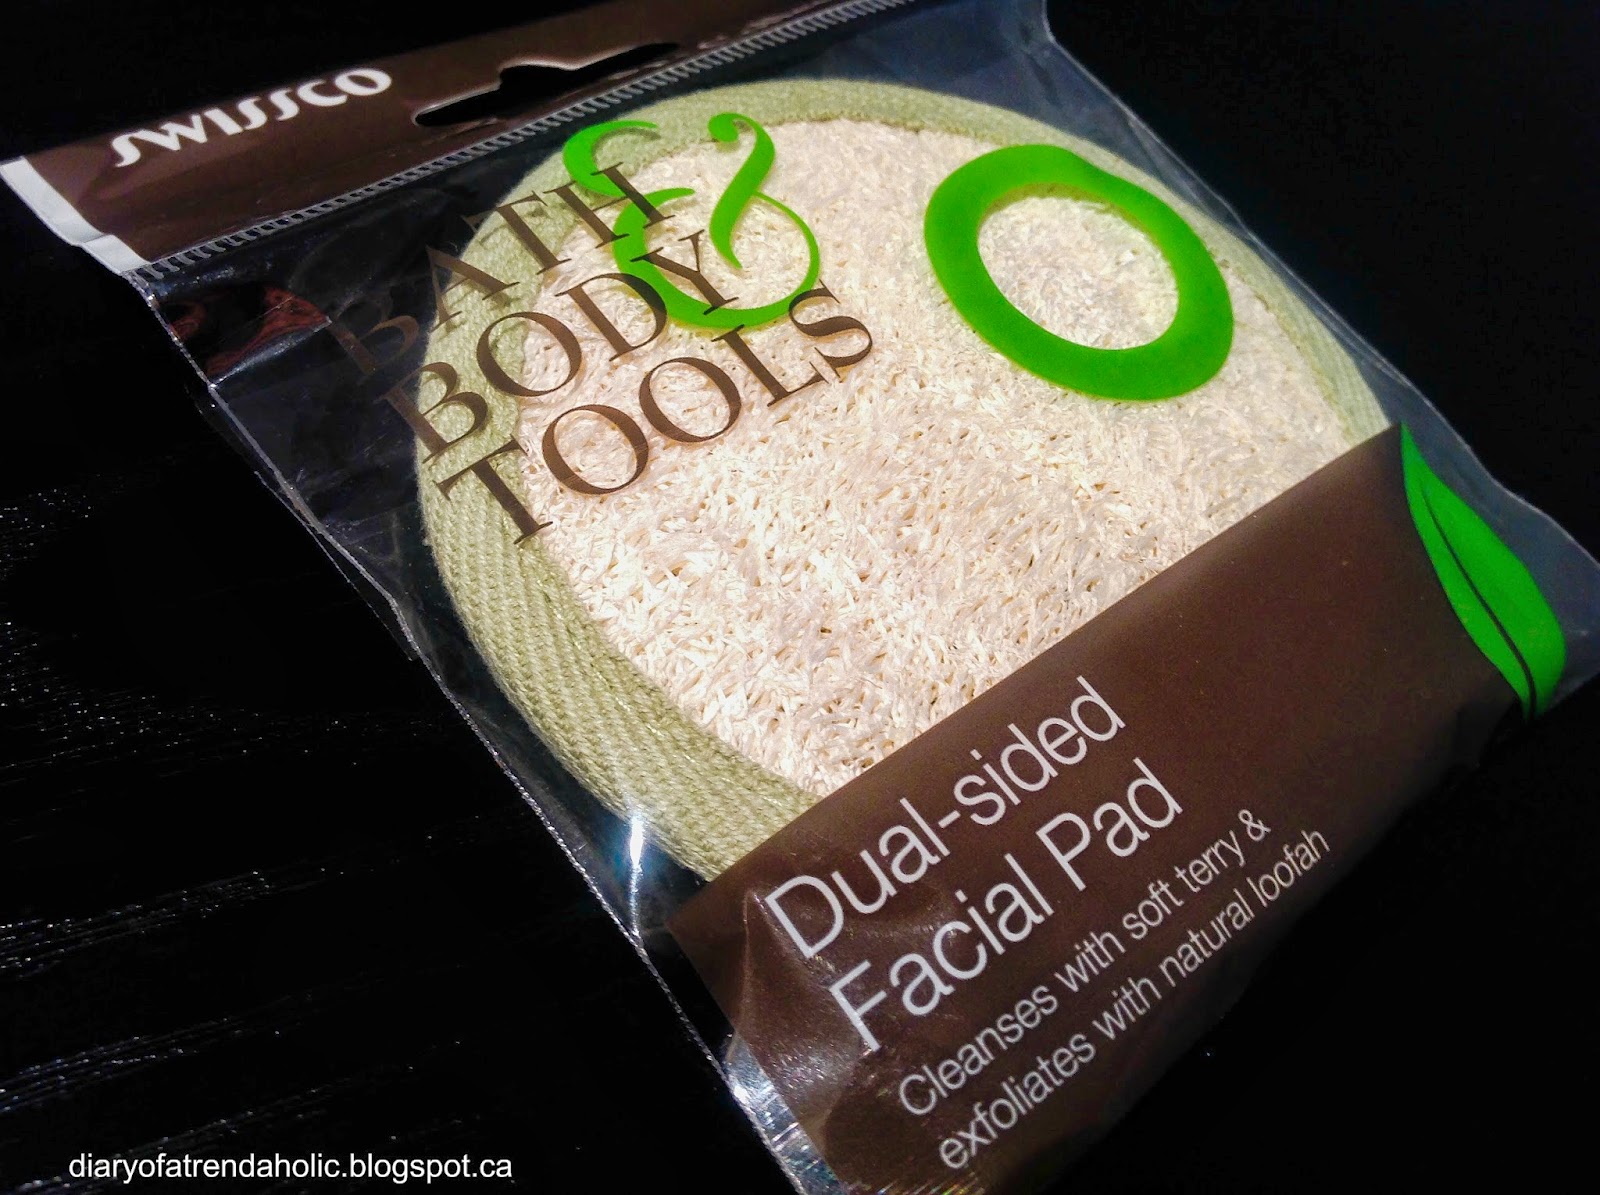 SWISSCO
BATH &
BODY
TOOLS
Dual-sided
Facial Pad
Cleanses with soft terry &
exfoliates with natural loofah
diaryofatrendaholic.blogspot.ca